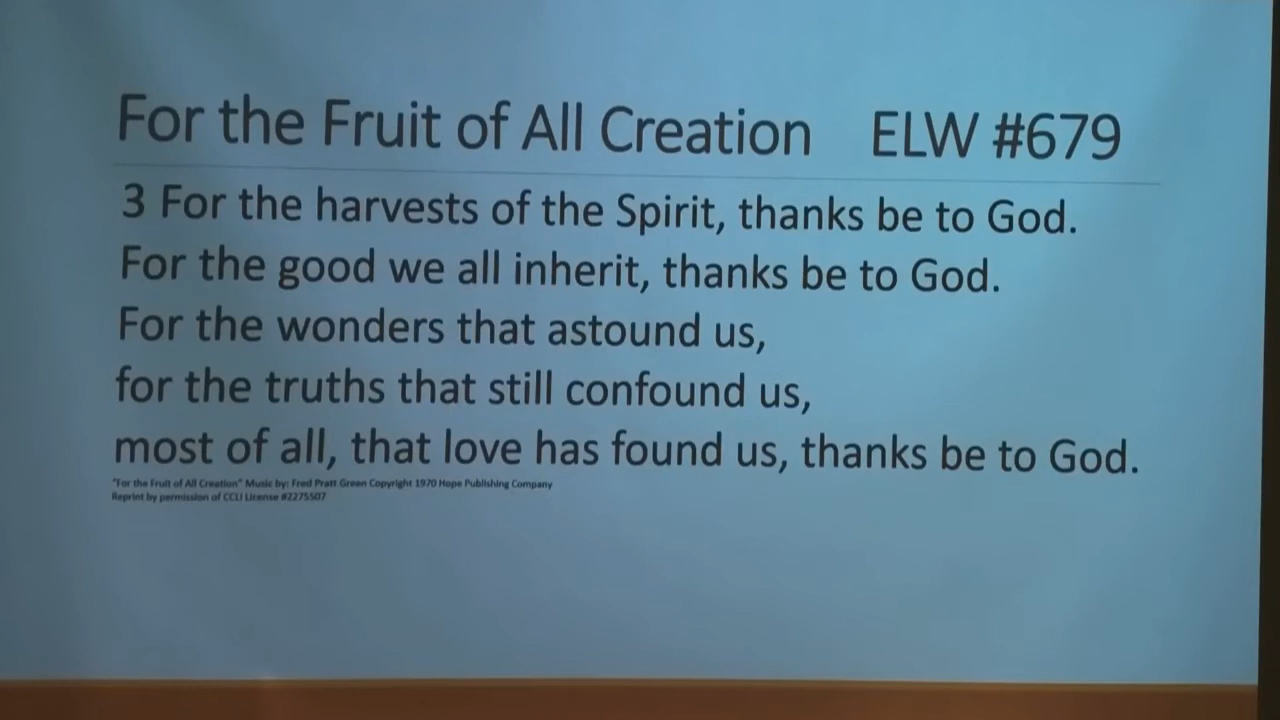 For the Fruit of All Creation ELW #679
3 For the harvests of the Spirit, thanks be to God.
For the good we all inherit, thanks be to God.
For the wonders that astound us,
for the truths that still confound us,
most of all, that love has found us, thanks be to God.
"For the Fruit of All Creation" Music by: Fred Pratt Green Copyright 1970 Hope Publishing Company
Reprint by permission of CCLI License #2275507